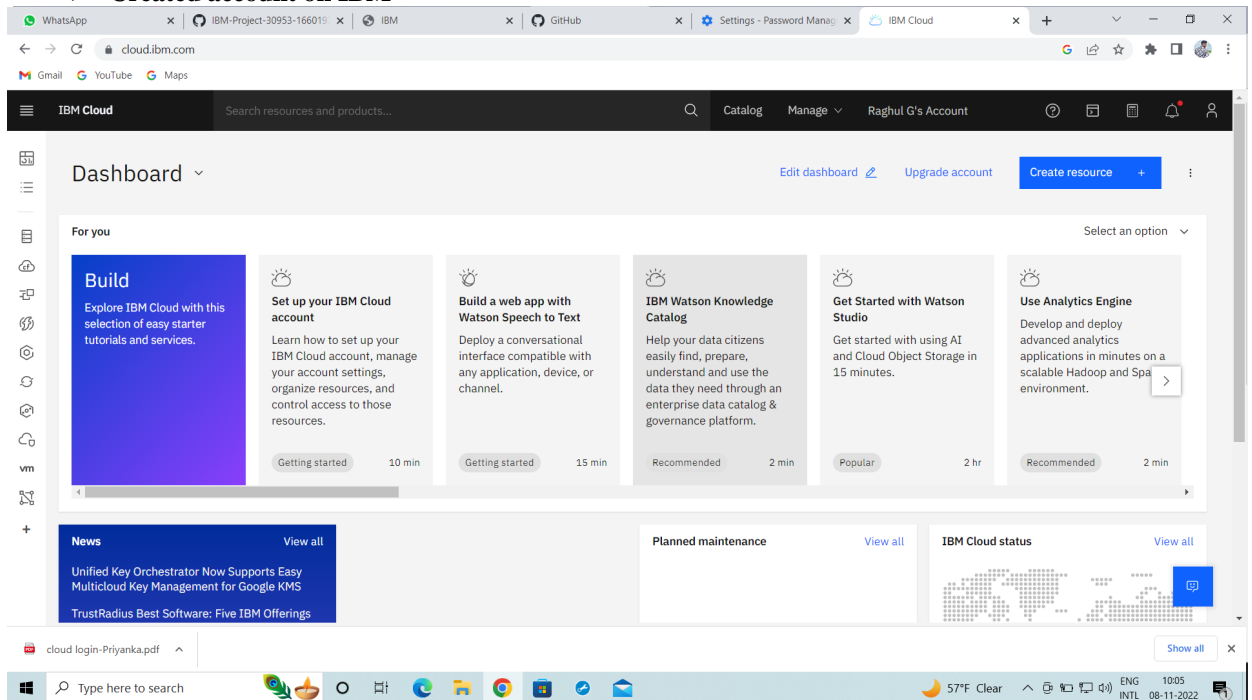 Created account on IBM
WhatsApp
IBM-Project-30953-166019
IBM
GitHub
Settings - Password Manag
IBM Cloud
cloud.ibm.com
Gmail YouTube Maps
IBM Cloud
Search resources and products...
Catalog
Manage
Raghul G's Account
Dashboard
Edit dashboard
Upgrade account
Create resource +
For you
Select an option
Build
Explore IBM Cloud with this
selection of easy starter
tutorials and services.
Set up your IBM Cloud
account
Learn how to set up your
IBM Cloud account, manage
your account settings,
organize resources, and
control access to those
resources.
Getting started 10 min
Build a web app with
Watson Speech to Text
Deploy a conversational
interface compatible with
any application, device, or
channel.
Getting started 15 min
IBM Watson Knowledge
Catalog
Help your data citizens
easily find, prepare,
understand and use the
data they need through an
enterprise data catalog &
governance platform.
Recommended 2 min
Get Started with Watson
Studio
Get started with using AI
and Cloud Object Storage in
15 minutes.
Popular 2 hr
Use Analytics Engine
Develop and deploy
advanced analytics
applications in minutes on a
scalable Hadoop and Spa
environment.
Recommended 2 min
vm
News View all
Unified Key Orchestrator Now Supports Easy
Multicloud Key Management for Google KMS
TrustRadius Best Software: Five IBM Offerings
Planned maintenance View all
IBM Cloud status View all
cloud login-Priyanka.pdf
Show all
Type here to search
57°F Clear
ENG
INTL
10:05
08-11-2022